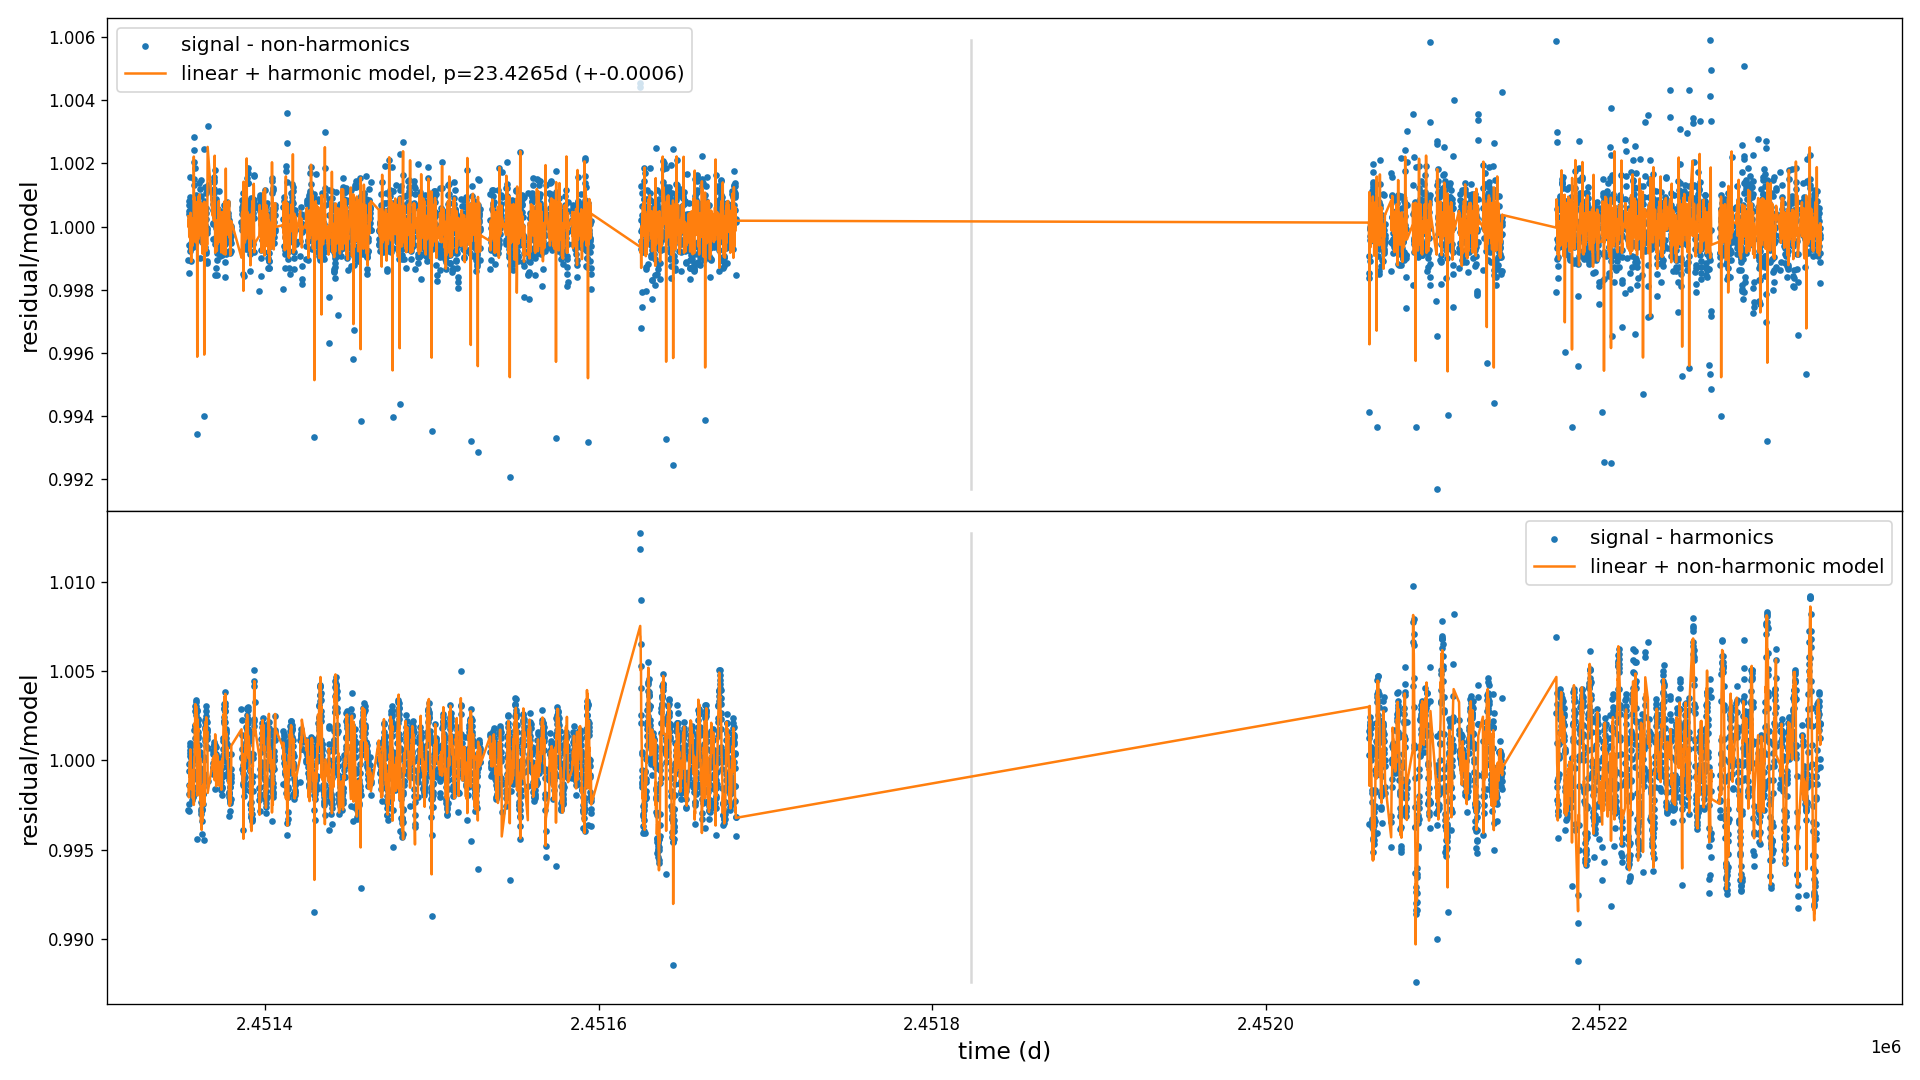 signal - non-harmonics
linear + harmonic model, p=23.4265d (+-0.0006)
residual/model
1.006
1.004
1.002
1.000
0.998
0.996
0.994
0.992
signal - harmonics
linear + non-harmonic model
residual/model
1.010
1.005
1.000
0.995
0.990
2.4514
2.4516
2.4518
2.4520
2.4522
time (d)
1e6